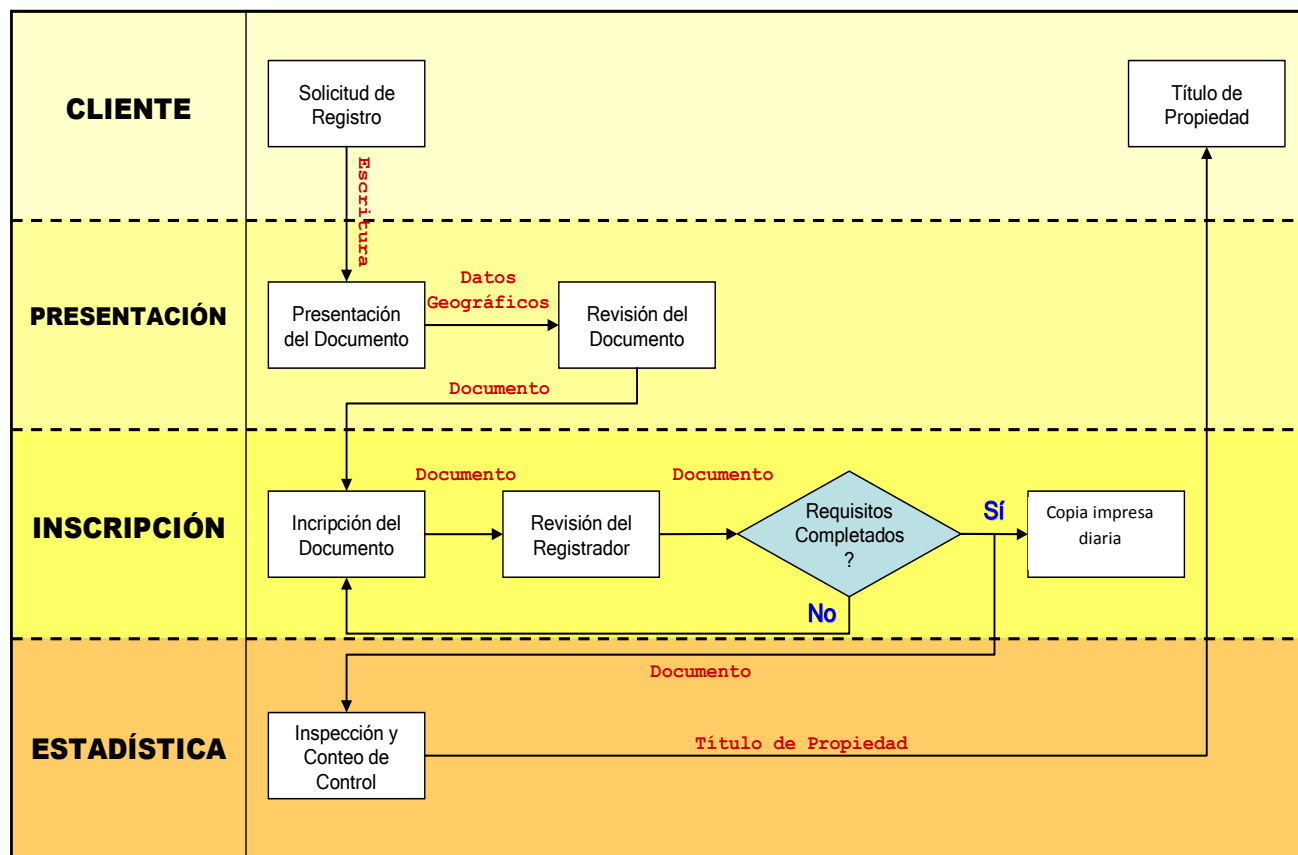 CLIENTE
Solicitud de
Registro
Título de
Propiedad
Escritura
PRESENTACIÓN
Presentación
del Documento
Datos
Geográficos
Revisión del
Documento
Documento
INSCRIPCIÓN
Incripción del
Documento
Documento
Revisión del
Registrador
Documento
Requisitos
Completados
?
Sí
No
Copia impresa
diaria
ESTADÍSTICA
Documento
Inspección y
Conteo de
Control
Título de Propiedad